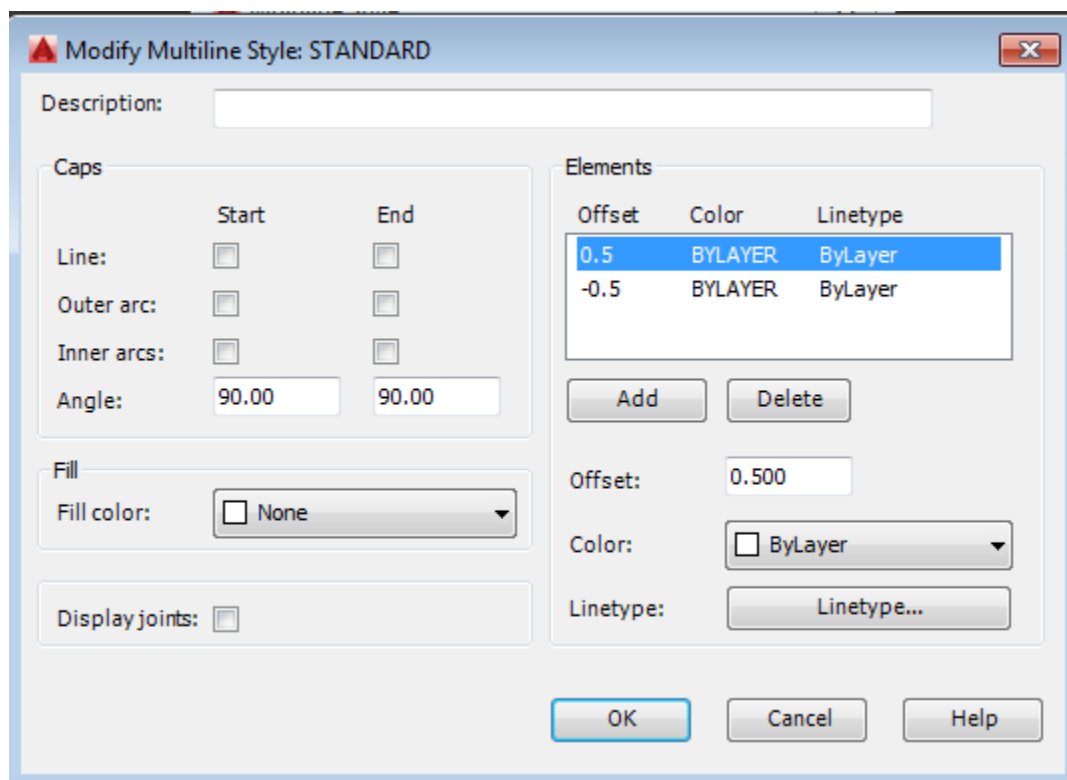 Modify Multiline Style: STANDARD
Description:
Caps
Start End
Line:
Outer arc:
Inner arcs:
Angle: 90.00 90.00
Fill
Fill color: None
Display joints:
Elements
Offset Color Linetype
0.5 BYLAYER ByLayer
-0.5 BYLAYER ByLayer
Add Delete
Offset: 0.500
Color: ByLayer
Linetype: Linetype...
OK Cancel Help